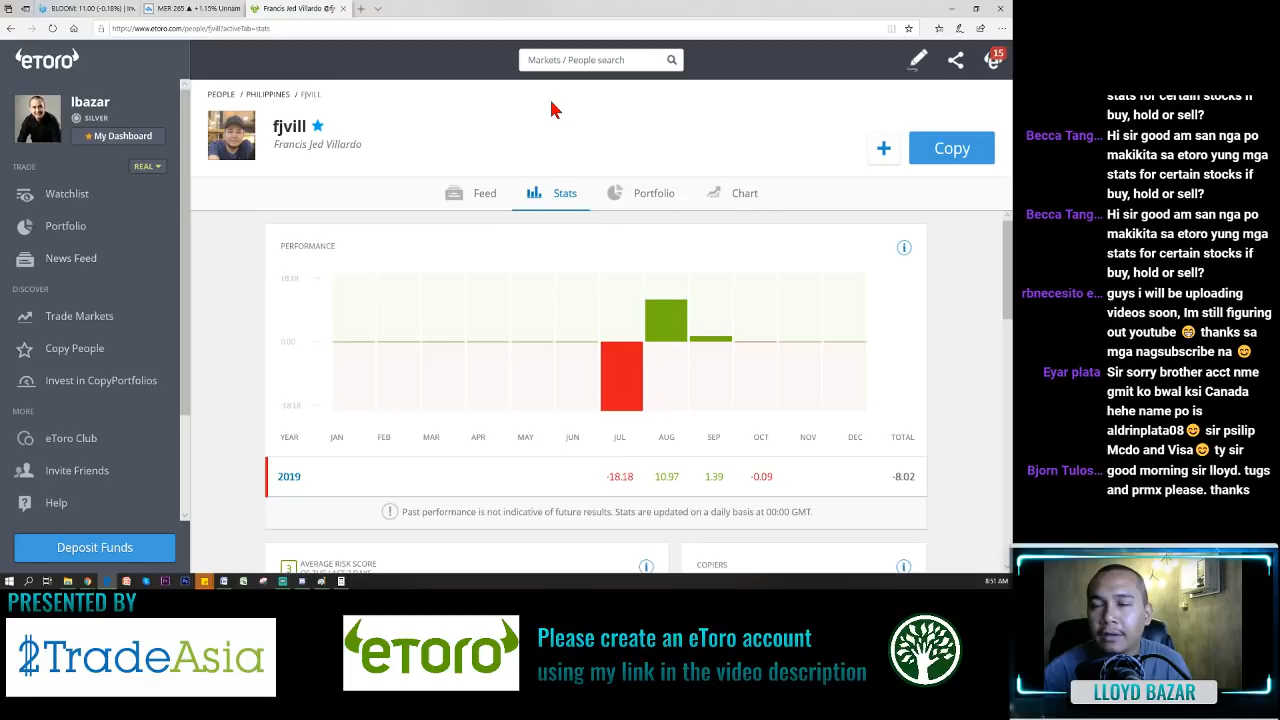 BLOOM: 11.00 (-0.18%) | Inv
MER 265 ▲ +1.15% Unnam
Francis Jed Villardo @fj
https://www.etoro.com/people/fjvill?activeTab=stats
eToro
Markets / People search
15
lbazar
SILVER
My Dashboard
TRADE
REAL
Watchlist
Portfolio
News Feed
DISCOVER
Trade Markets
Copy People
Invest in CopyPortfolios
MORE
eToro Club
Invite Friends
Help
Deposit Funds
PEOPLE / PHILIPPINES / FJVILL
fjvill
Francis Jed Villardo
Copy
Feed
Stats
Portfolio
Chart
PERFORMANCE
18.18
0.00
-18.18
YEAR JAN FEB MAR APR MAY JUN JUL AUG SEP OCT NOV DEC TOTAL
2019 -18.18 10.97 1.39 -0.09 -8.02
Past performance is not indicative of future results. Stats are updated on a daily basis at 00:00 GMT.
3
AVERAGE RISK SCORE
OF THE LAST 7 DAYS
COPIERS
8:51 AM
stats for certain stocks if
buy, hold or sell?
Becca Tang... Hi sir good am san nga po
makikita sa etoro yung mga
stats for certain stocks if
buy, hold or sell?
Becca Tang... Hi sir good am san nga po
makikita sa etoro yung mga
stats for certain stocks if
buy, hold or sell?
rbnecesito e... guys i will be uploading
videos soon, Im still figuring
out youtube 😁 thanks sa
mga nagsubscribe na 😊
Eyar plata Sir sorry brother acct nme
gmit ko bwal ksi Canada
hehe name po is
aldrinplata08😊 sir psilip
Mcdo and Visa😊 ty sir
Bjorn Tulos... good morning sir lloyd. tugs
and prmx please. thanks
PRESENTED BY
2TradeAsia
eToro
Please create an eToro account
using my link in the video description
LLOYD BAZAR